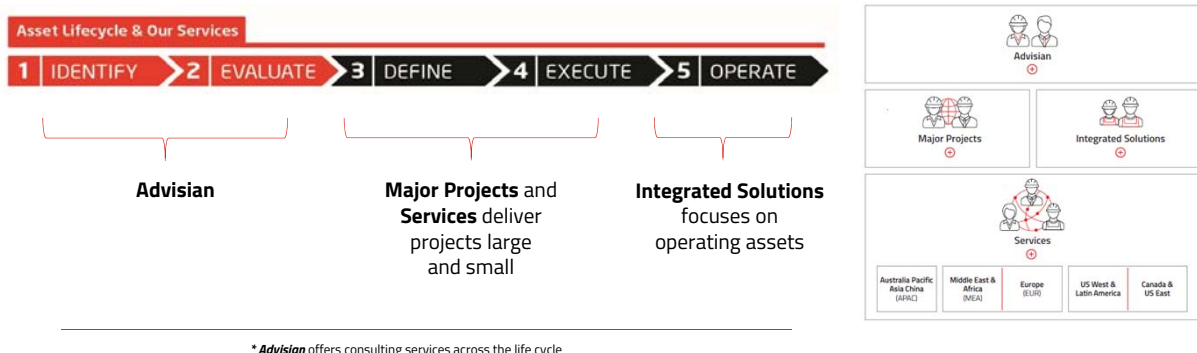 Asset Lifecycle & Our Services
1 IDENTIFY 2 EVALUATE 3 DEFINE 4 EXECUTE 5 OPERATE
Advisian
Major Projects and
Services deliver
projects large
and small
Integrated Solutions
focuses on
operating assets
* Advisian offers consulting services across the life cycle
Advisian
Major Projects
Integrated Solutions
Services
Australia Pacific
Asia China
(APAC)
Middle East &
Africa
(MEA)
Europe
(EUR)
US West &
Latin America
Canada &
US East